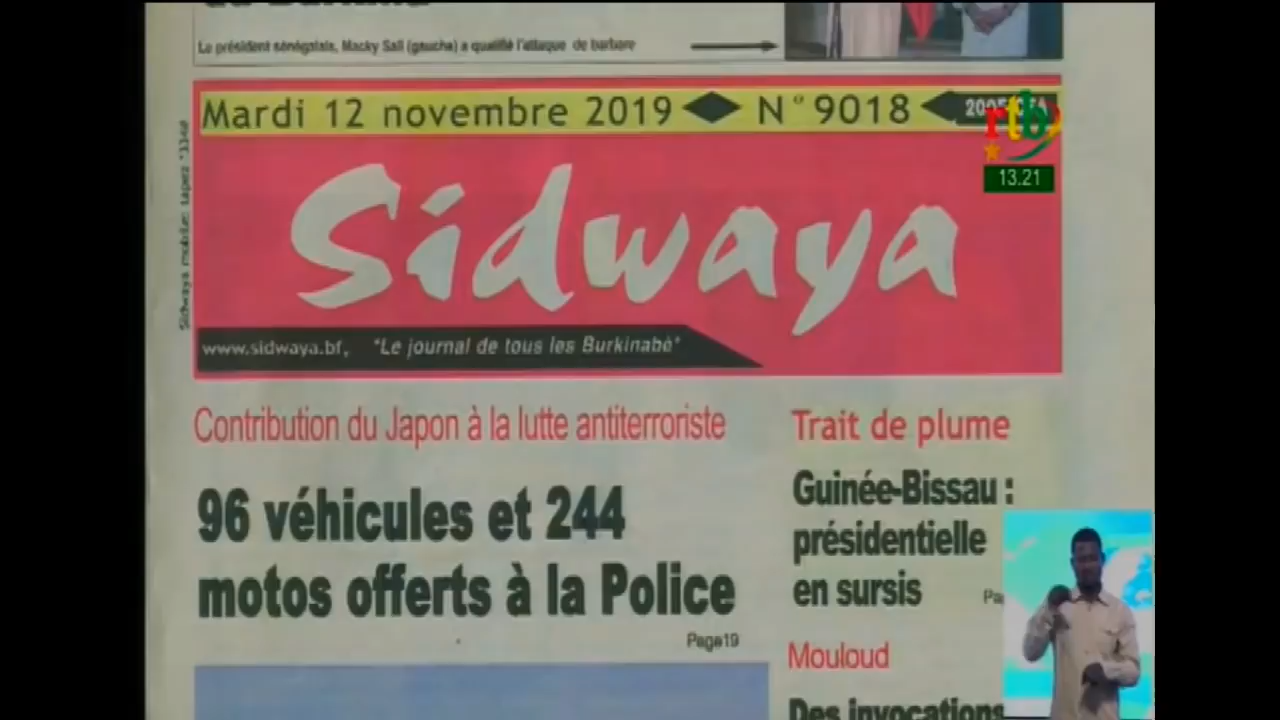 Le président sénégalais, Macky Sall (gauche) a qualifié l'attaque de barbare
Mardi 12 novembre 2019 N°9018
rtb
13.21
Sidwaya
www.sidwaya.bf, "Le journal de tous les Burkinabè"
Contribution du Japon à la lutte antiterroriste
96 véhicules et 244
motos offerts à la Police
Page19
Trait de plume
Guinée-Bissau :
présidentielle
en sursis
Mouloud
Des invocations